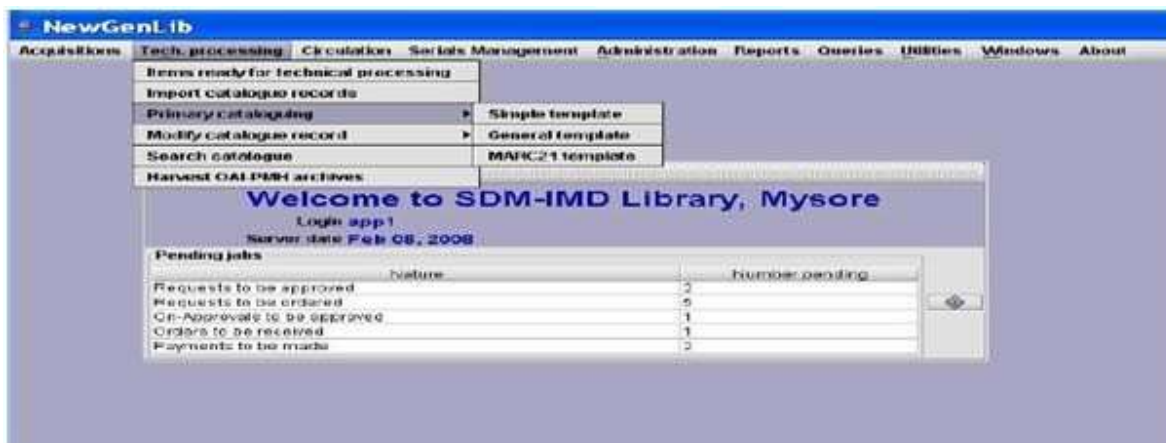 NewGenLib
Acquisitions Tech. processing Circulation Serials Management Administration Reports Queries Utilities Windows About
Items ready for technical processing
Import catalogue records
Primary cataloguing Simple template
Modify catalogue record General template
Search catalogue MARC21 template
Harvest OAI-PMH archives
Welcome to SDM-IMD Library, Mysore
Login app1
Server date Feb 08, 2008
Pending jobs
Nature Number pending
Requests to be approved
Requests to be ordered
On-Approvals to be approved 1
Orders to be received 1
Payments to be made